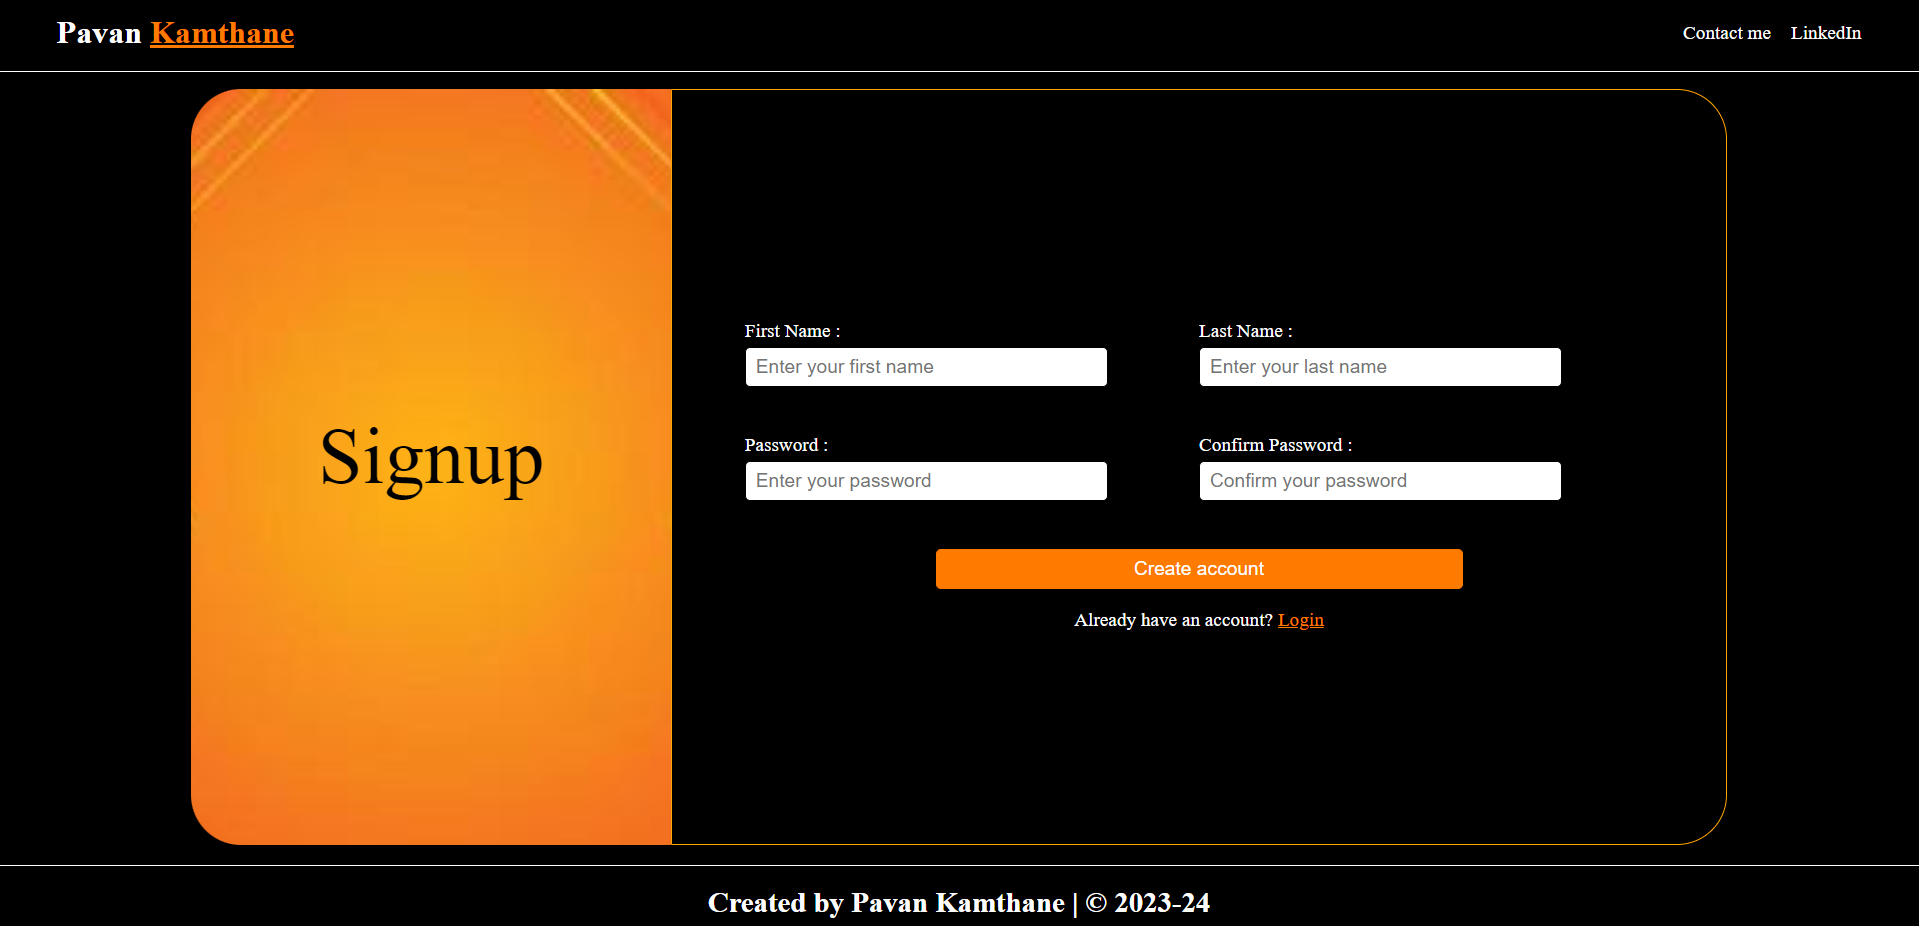 Pavan Kamthane
Contact me LinkedIn
Signup
First Name :
Enter your first name
Last Name :
Enter your last name
Password :
Enter your password
Confirm Password :
Confirm your password
Create account
Already have an account? Login
Created by Pavan Kamthane | © 2023-24